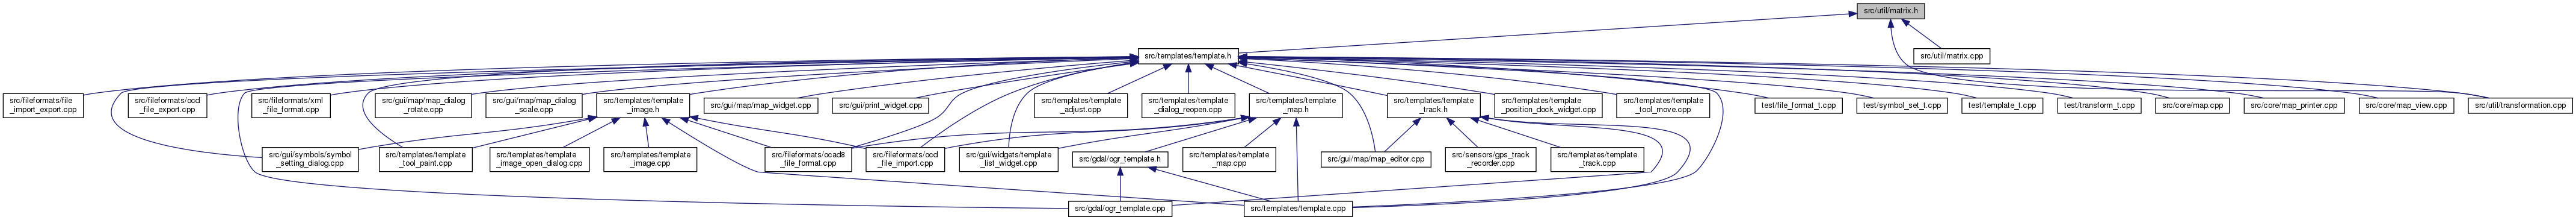 src/util/matrix.h
src/templates/template.h
src/util/matrix.cpp
src/fileformats/file
_import_export.cpp
src/fileformats/ocd
_file_export.cpp
src/fileformats/xml
_file_format.cpp
src/gui/map/map_dialog
_rotate.cpp
src/gui/map/map_dialog
_scale.cpp
src/templates/template
_image.h
src/gui/map/map_widget.cpp
src/gui/print_widget.cpp
src/templates/template
_adjust.cpp
src/templates/template
_dialog_reopen.cpp
src/templates/template
_map.h
src/templates/template
_track.h
src/templates/template
_position_dock_widget.cpp
src/templates/template
_tool_move.cpp
test/file_format_t.cpp
test/symbol_set_t.cpp
test/template_t.cpp
test/transform_t.cpp
src/core/map.cpp
src/core/map_printer.cpp
src/core/map_view.cpp
src/util/transformation.cpp
src/gui/symbols/symbol
_setting_dialog.cpp
src/templates/template
_tool_paint.cpp
src/templates/template
_image_open_dialog.cpp
src/templates/template
_image.cpp
src/fileformats/ocad8
_file_format.cpp
src/fileformats/ocd
_file_import.cpp
src/gui/widgets/template
_list_widget.cpp
src/gdal/ogr_template.h
src/templates/template
_map.cpp
src/gui/map/map_editor.cpp
src/sensors/gps_track
_recorder.cpp
src/templates/template
_track.cpp
src/gdal/ogr_template.cpp
src/templates/template.cpp